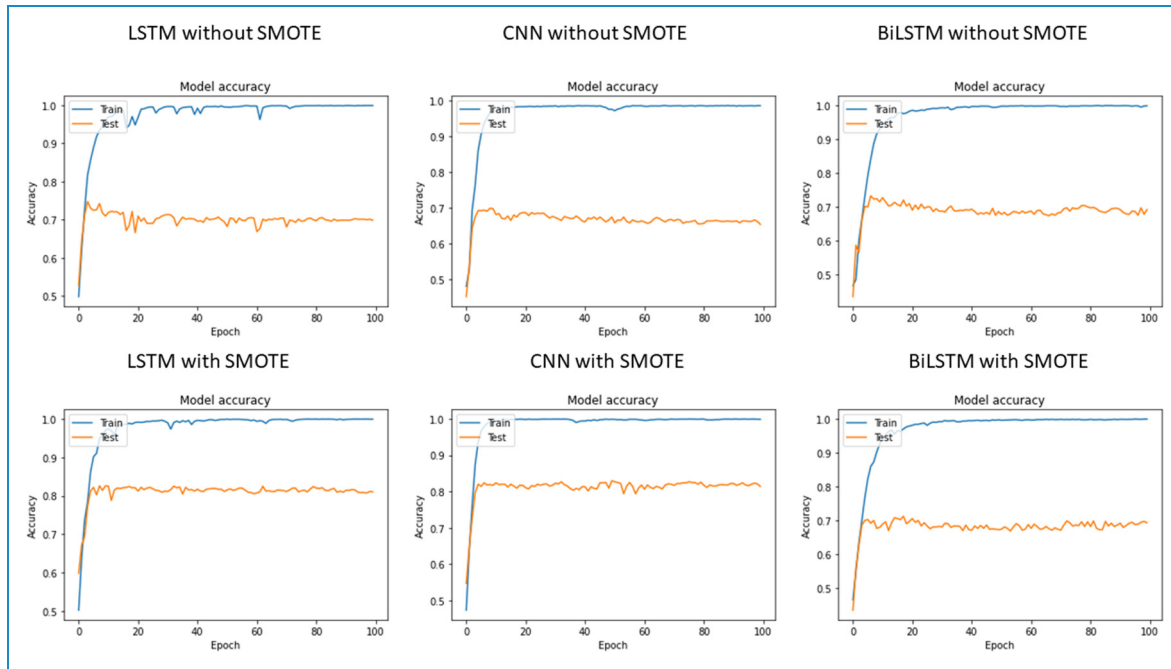 LSTM without SMOTE
CNN without SMOTE
BiLSTM without SMOTE
Model accuracy
1.0
0.9
0.8
0.7
0.6
0.5
Accuracy
Train
Test
0 20 40 60 80 100
Epoch
Model accuracy
1.0
0.9
0.8
0.7
0.6
0.5
Accuracy
Train
Test
0 20 40 60 80 100
Epoch
Model accuracy
1.0
0.9
0.8
0.7
0.6
0.5
Accuracy
Train
Test
0 20 40 60 80 100
Epoch
LSTM with SMOTE
CNN with SMOTE
BiLSTM with SMOTE
Model accuracy
1.0
0.9
0.8
0.7
0.6
0.5
Accuracy
Train
Test
0 20 40 60 80 100
Epoch
Model accuracy
1.0
0.9
0.8
0.7
0.6
0.5
Accuracy
Train
Test
0 20 40 60 80 100
Epoch
Model accuracy
1.0
0.9
0.8
0.7
0.6
0.5
Accuracy
Train
Test
0 20 40 60 80 100
Epoch